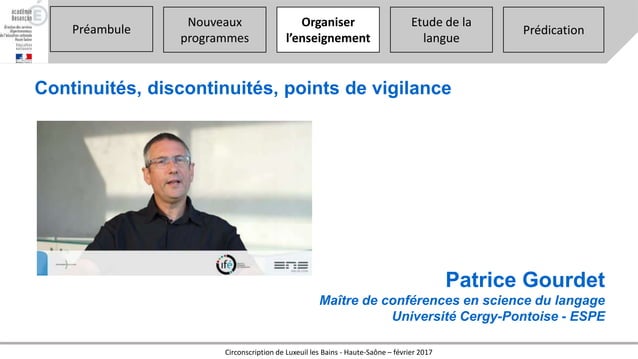 académie
Besançon
direction des services
départementaux
de l'éducation nationale
Haute-Saône
Préambule
Nouveaux
programmes
Organiser
l'enseignement
Etude de la
langue
Prédication
Continuités, discontinuités, points de vigilance
ifé
ENS
Patrice Gourdet
Maître de conférences en science du langage
Université Cergy-Pontoise - ESPE
Circonscription de Luxeuil les Bains - Haute-Saône – février 2017